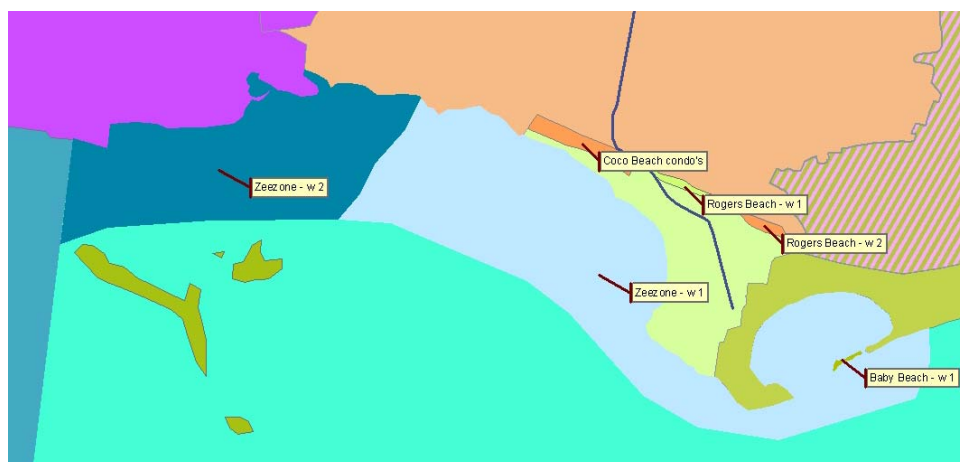 Coco Beach condo's
Zeezone - w 2
Rogers Beach - w 1
Rogers Beach - w 2
Zeezone - w 1
Baby Beach - w 1